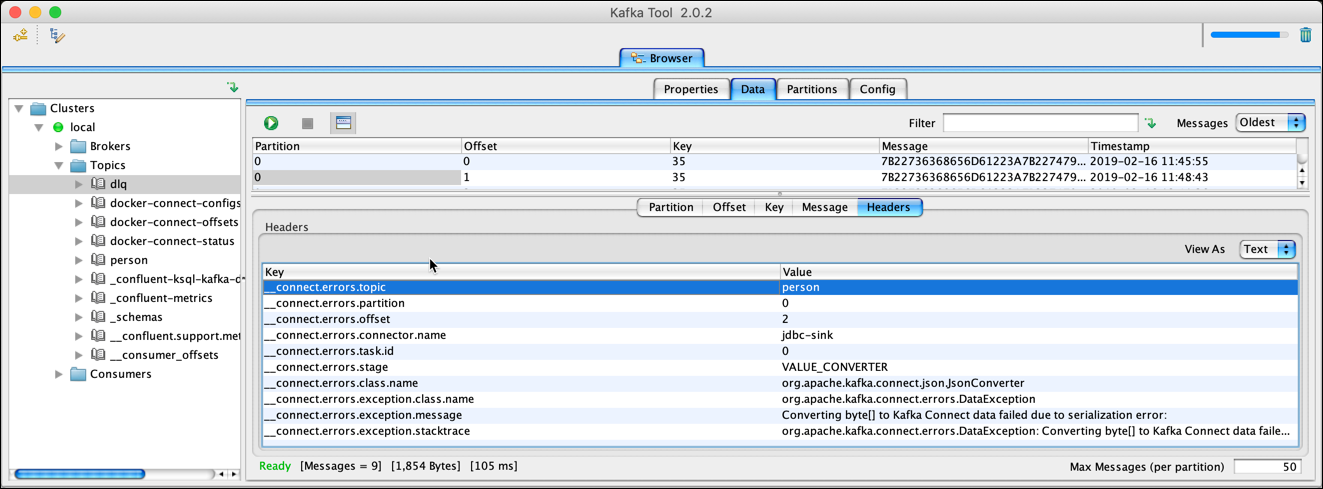 Kafka Tool 2.0.2
Browser
Properties Data Partitions Config
Clusters
local
Brokers
Topics
dlq
docker-connect-configs
docker-connect-offsets
docker-connect-status
person
_confluent-ksql-kafka-d
_confluent-metrics
_schemas
__confluent.support.met
__consumer_offsets
Consumers
Filter Messages Oldest
Partition Offset Key Message Timestamp
0 0 35 7B22736368656D61223A7B227479... 2019-02-16 11:45:55
0 1 35 7B22736368656D61223A7B227479... 2019-02-16 11:48:43
Partition Offset Key Message Headers
Headers
View As Text
Key Value
__connect.errors.topic person
__connect.errors.partition 0
__connect.errors.offset 2
__connect.errors.connector.name jdbc-sink
__connect.errors.task.id 0
__connect.errors.stage VALUE_CONVERTER
__connect.errors.class.name org.apache.kafka.connect.json.JsonConverter
__connect.errors.exception.class.name org.apache.kafka.connect.errors.DataException
__connect.errors.exception.message Converting byte[] to Kafka Connect data failed due to serialization error:
__connect.errors.exception.stacktrace org.apache.kafka.connect.errors.DataException: Converting byte[] to Kafka Connect data faile...
Ready [Messages = 9] [1,854 Bytes] [105 ms] Max Messages (per partition) 50